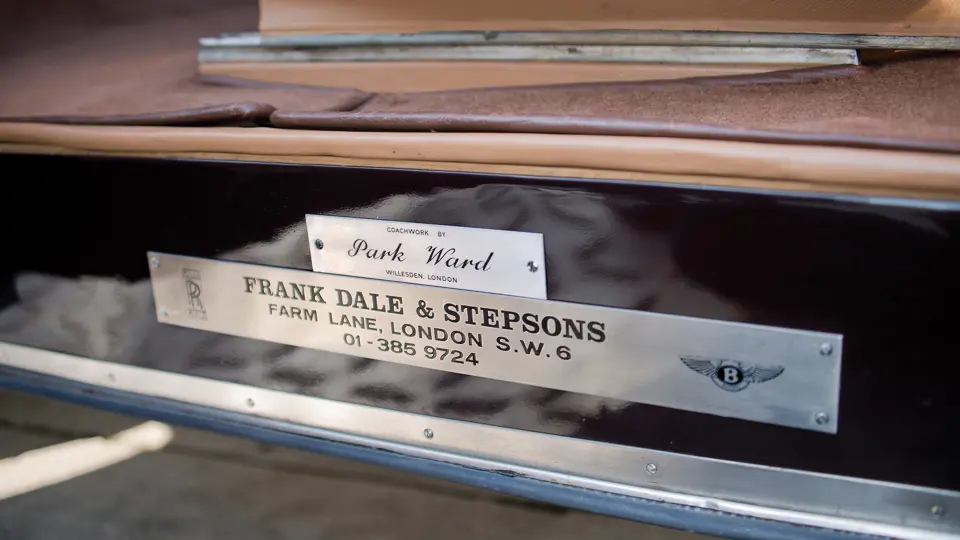 COACHWORK BY
Park Ward
WILLESDEN, LONDON
FRANK DALE & STEPSONS
FARM LANE, LONDON S.W.6
01-385 9724
B